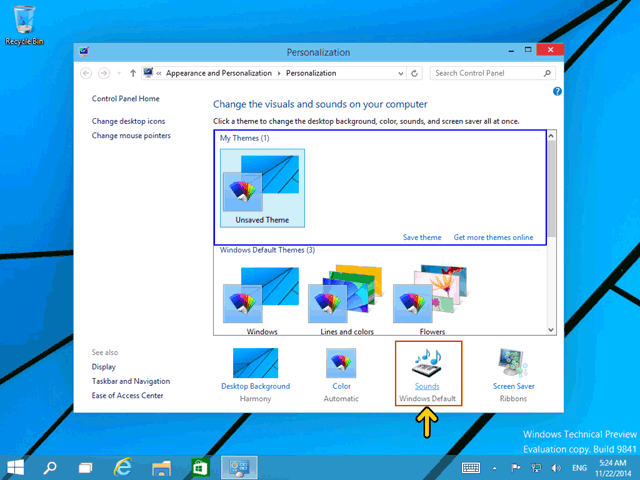 Recycle Bin
Personalization
« Appearance and Personalization › Personalization
Search Control Panel
Control Panel Home
Change desktop icons
Change mouse pointers
See also
Display
Taskbar and Navigation
Ease of Access Center
Change the visuals and sounds on your computer
Click a theme to change the desktop background, color, sounds, and screen saver all at once.
My Themes (1)
Unsaved Theme
Save theme
Get more themes online
Windows Default Themes (3)
Windows
Lines and colors
Flowers
Desktop Background
Harmony
Color
Automatic
Sounds
Windows Default
Screen Saver
Ribbons
Windows Technical Preview
Evaluation copy. Build 9841
ENG
5:24 AM
11/22/2014